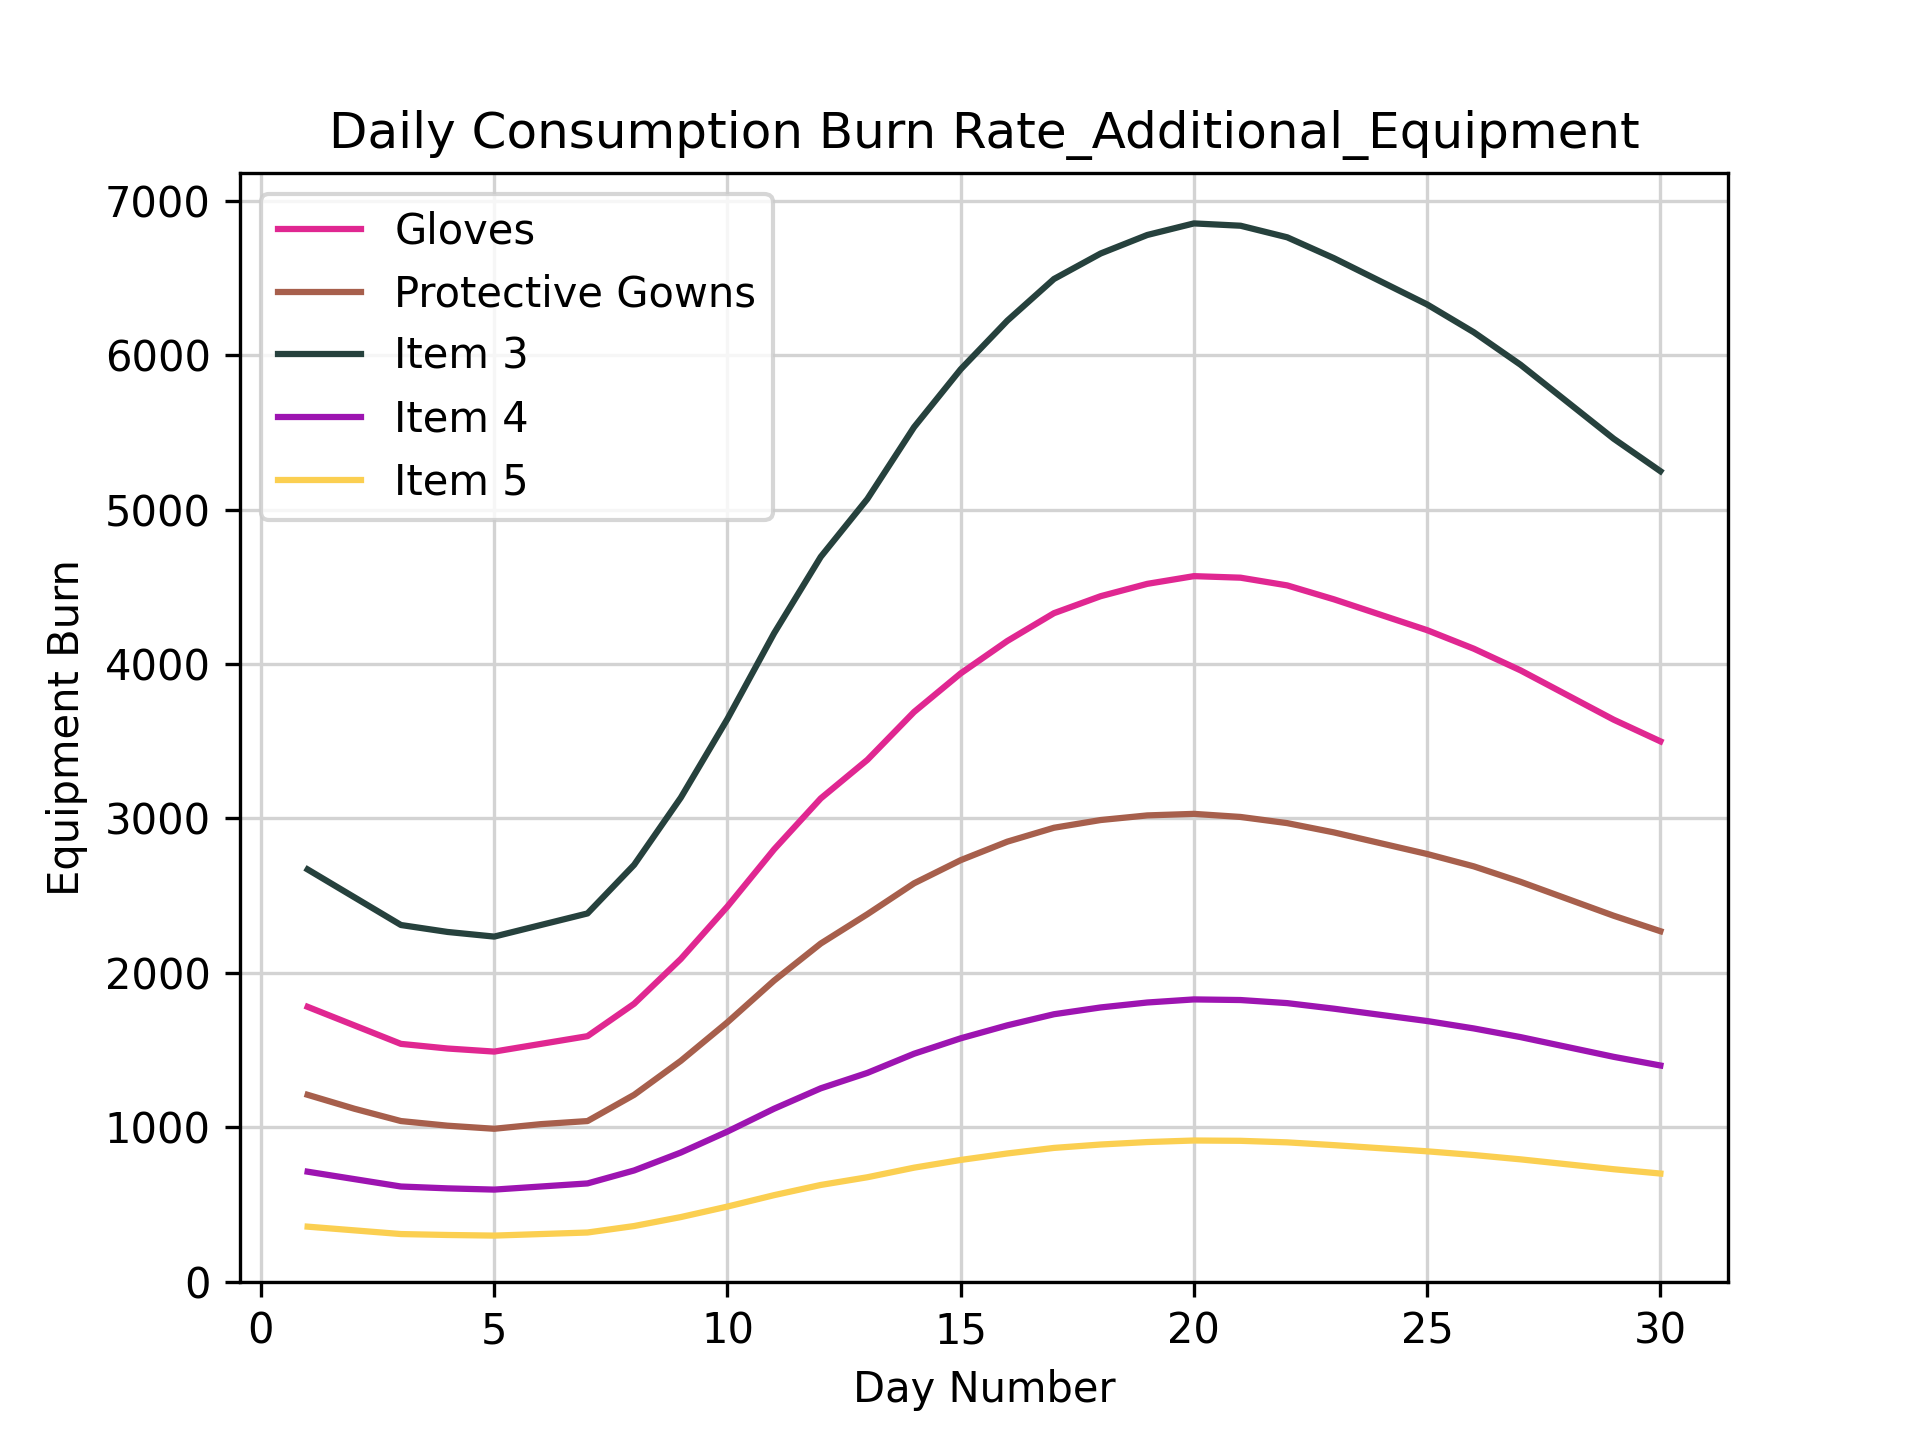 Daily Consumption Burn Rate_Additional_Equipment
7000
6000
5000
4000
3000
2000
1000
0
Equipment Burn
Gloves
Protective Gowns
Item 3
Item 4
Item 5
0 5 10 15 20 25 30
Day Number